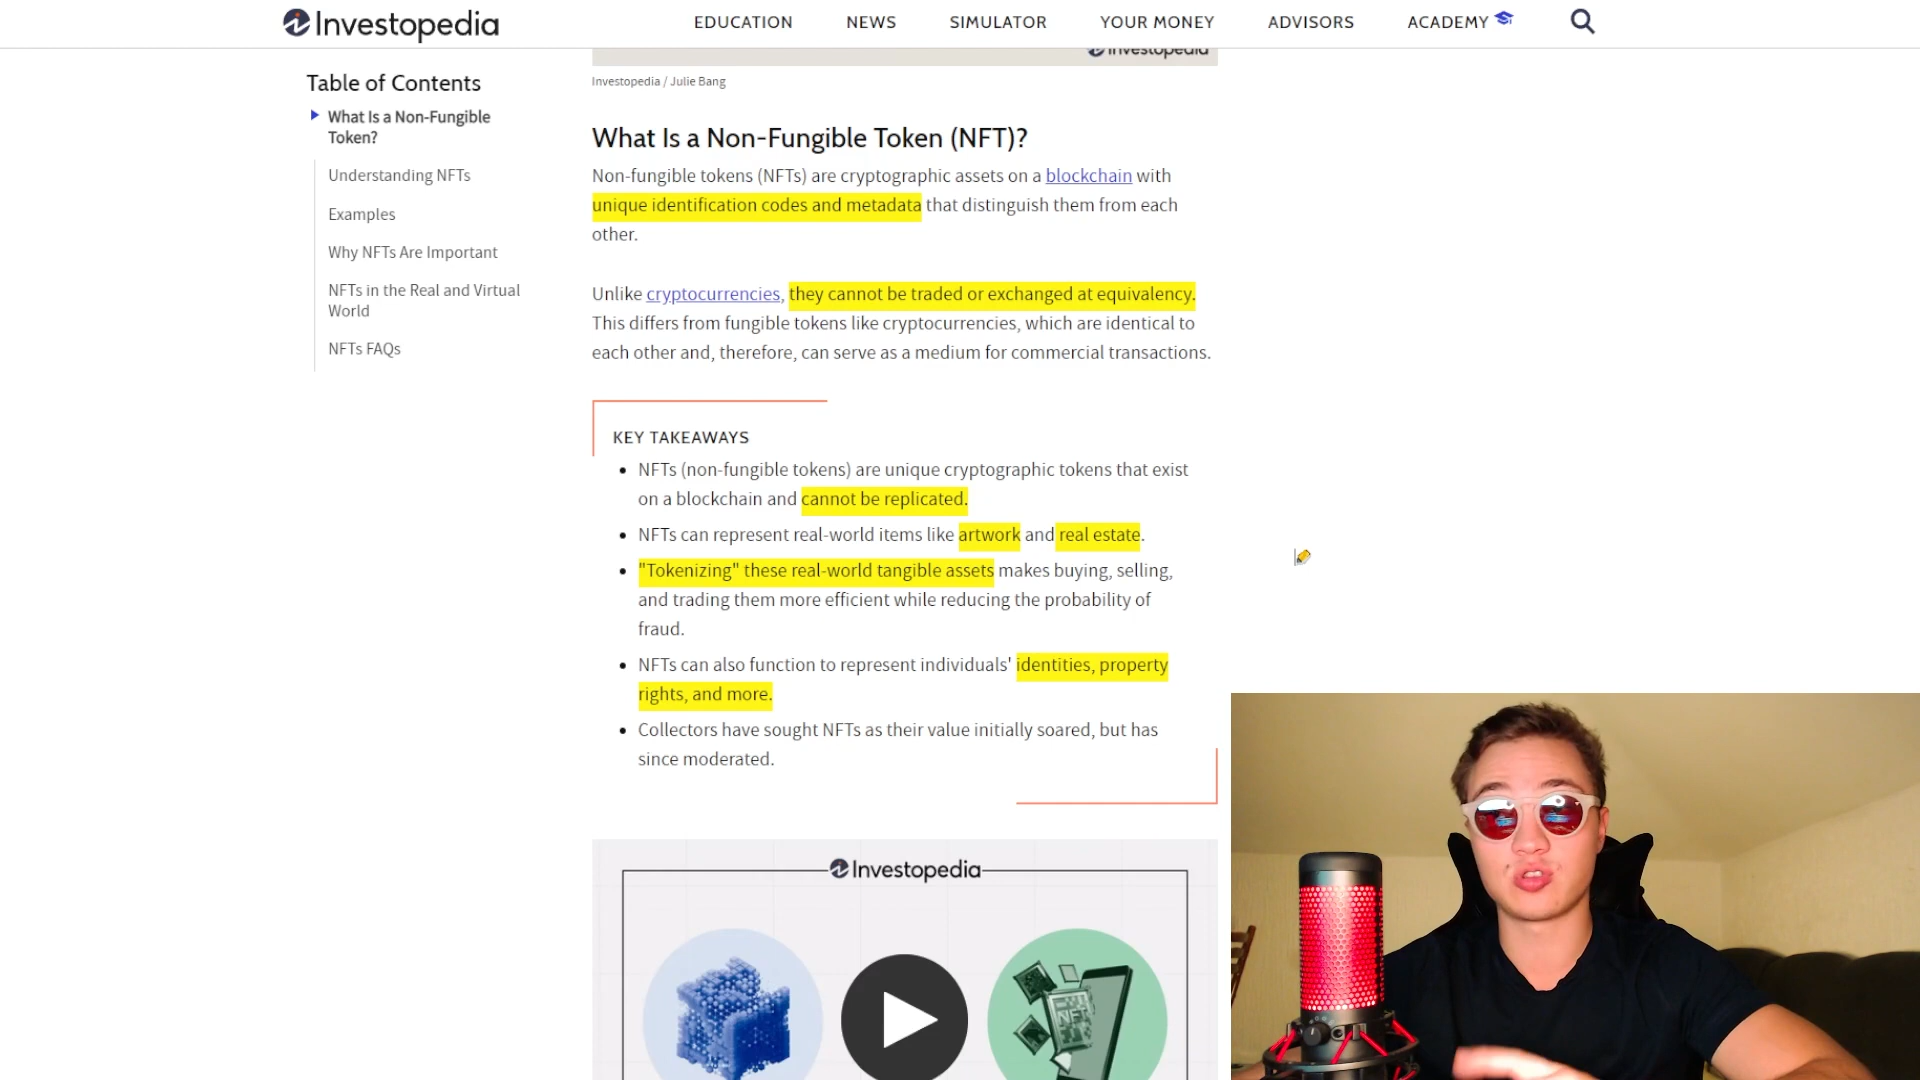 Investopedia
EDUCATION NEWS SIMULATOR YOUR MONEY ADVISORS ACADEMY
Investopedia
Investopedia / Julie Bang
Table of Contents
What Is a Non-Fungible
Token?
Understanding NFTs
Examples
Why NFTs Are Important
NFTs in the Real and Virtual
World
NFTs FAQs
What Is a Non-Fungible Token (NFT)?
Non-fungible tokens (NFTs) are cryptographic assets on a blockchain with
unique identification codes and metadata that distinguish them from each
other.
Unlike cryptocurrencies, they cannot be traded or exchanged at equivalency.
This differs from fungible tokens like cryptocurrencies, which are identical to
each other and, therefore, can serve as a medium for commercial transactions.
KEY TAKEAWAYS
• NFTs (non-fungible tokens) are unique cryptographic tokens that exist
on a blockchain and cannot be replicated.
• NFTs can represent real-world items like artwork and real estate.
• "Tokenizing" these real-world tangible assets makes buying, selling,
and trading them more efficient while reducing the probability of
fraud.
• NFTs can also function to represent individuals' identities, property
rights, and more.
• Collectors have sought NFTs as their value initially soared, but has
since moderated.
Investopedia
NFT